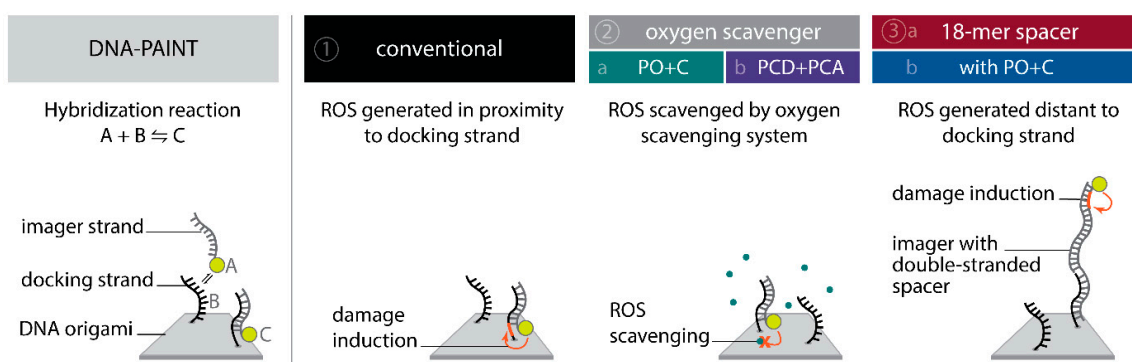 DNA-PAINT
Hybridization reaction
A + B ⇋ C
imager strand
A
docking strand
B
DNA origami
C
1 conventional
ROS generated in proximity
to docking strand
damage
induction
2 oxygen scavenger
a PO+C
b PCD+PCA
ROS scavenged by oxygen
scavenging system
ROS
scavenging
3 a 18-mer spacer
b with PO+C
ROS generated distant to
docking strand
damage induction
imager with
double-stranded
spacer